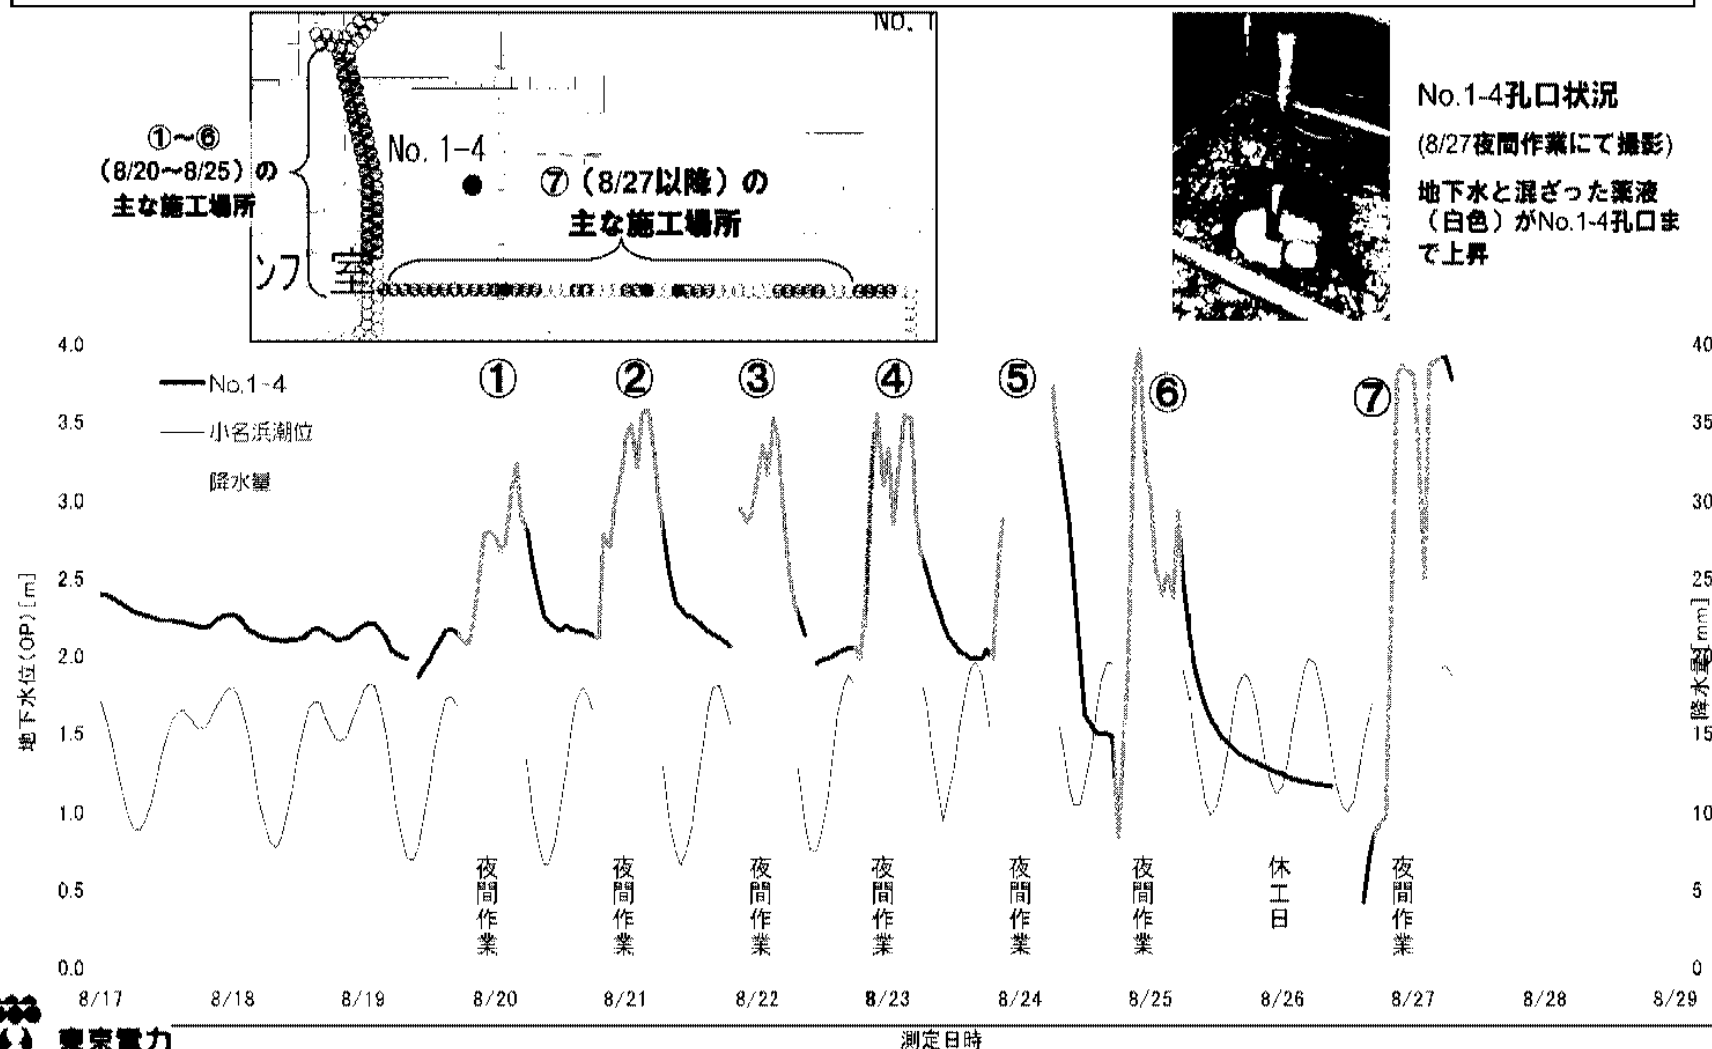 No. 1
①～⑥
（8/20～8/25）の
主な施工場所
No. 1-4
⑦（8/27以降）の
主な施工場所
ンプ室
No.1-4孔口状況
(8/27夜間作業にて撮影)
地下水と混ざった薬液
（白色）がNo.1-4孔口ま
で上昇
4.0
3.5
3.0
2.5
2.0
1.5
1.0
0.5
0.0
地下水位(OP)[m]
No.1-4
小名浜潮位
降水量
①
②
③
④
⑤
⑥
⑦
夜間作業
夜間作業
夜間作業
夜間作業
夜間作業
夜間作業
休工日
夜間作業
40
35
30
25
20
15
10
5
0
降水量[mm]
8/17
8/18
8/19
8/20
8/21
8/22
8/23
8/24
8/25
8/26
8/27
8/28
8/29
測定日時
東京電力